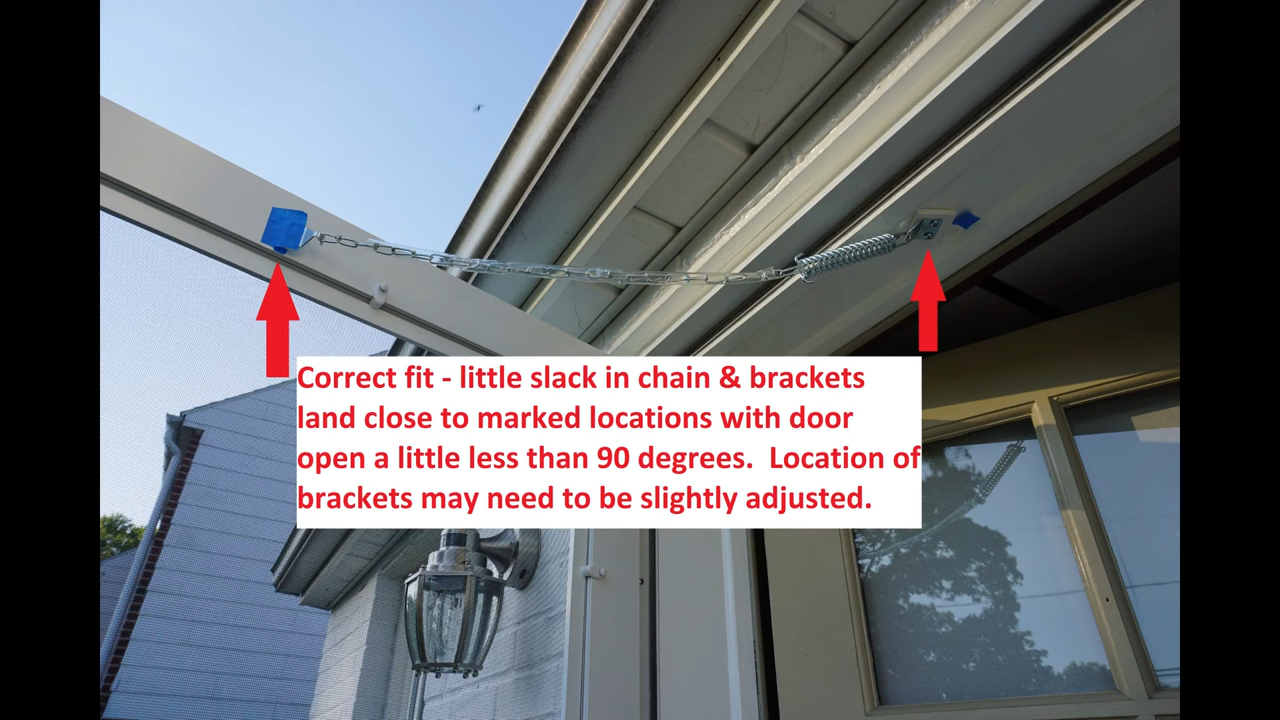 Correct fit - little slack in chain & brackets
land close to marked locations with door
open a little less than 90 degrees.  Location of
brackets may need to be slightly adjusted.